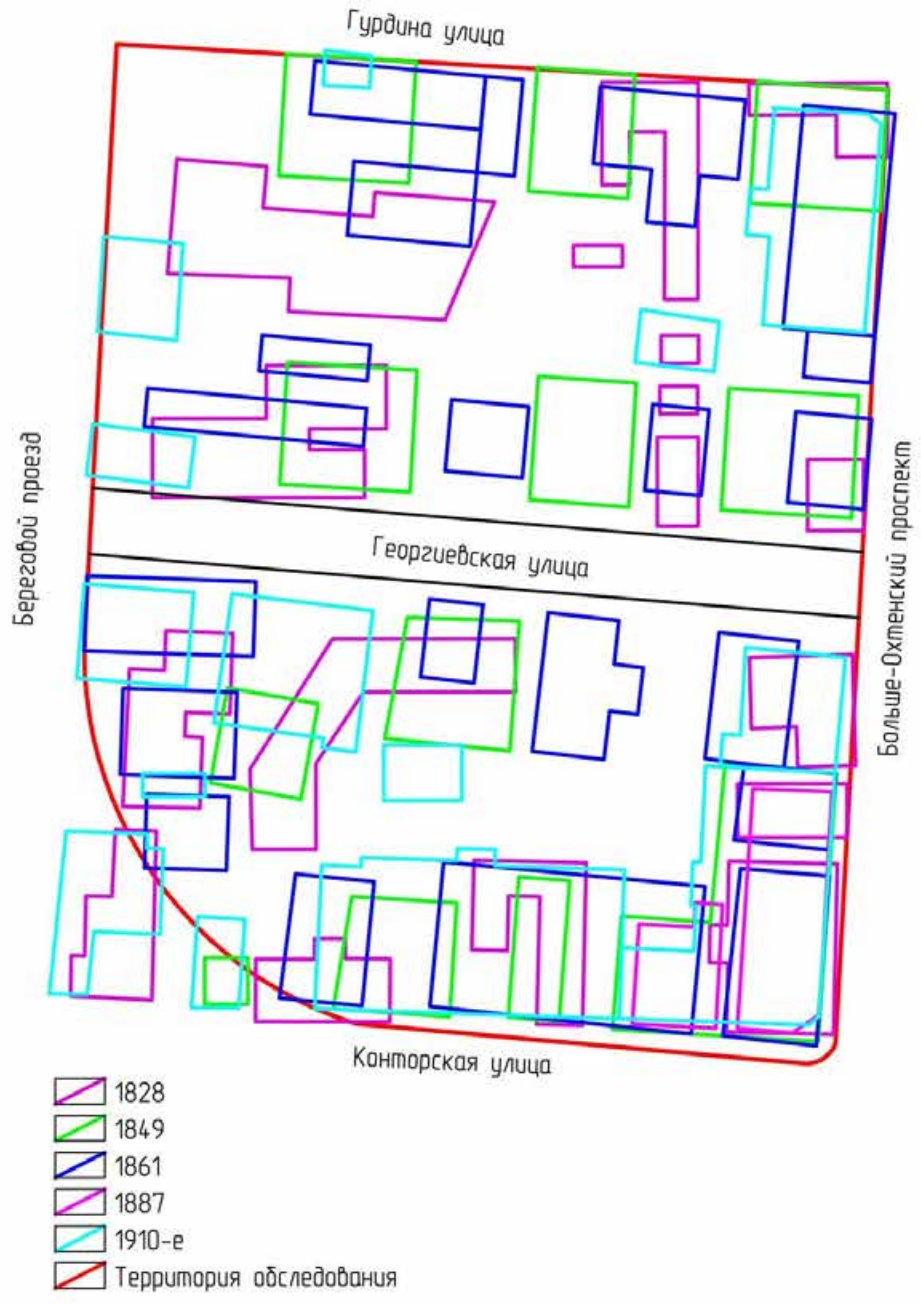 Гурдина улица
Береговой проезд
Георгиевская улица
Больше-Охтенский проспект
Конторская улица
1828
1849
1861
1887
1910-е
Территория обследования